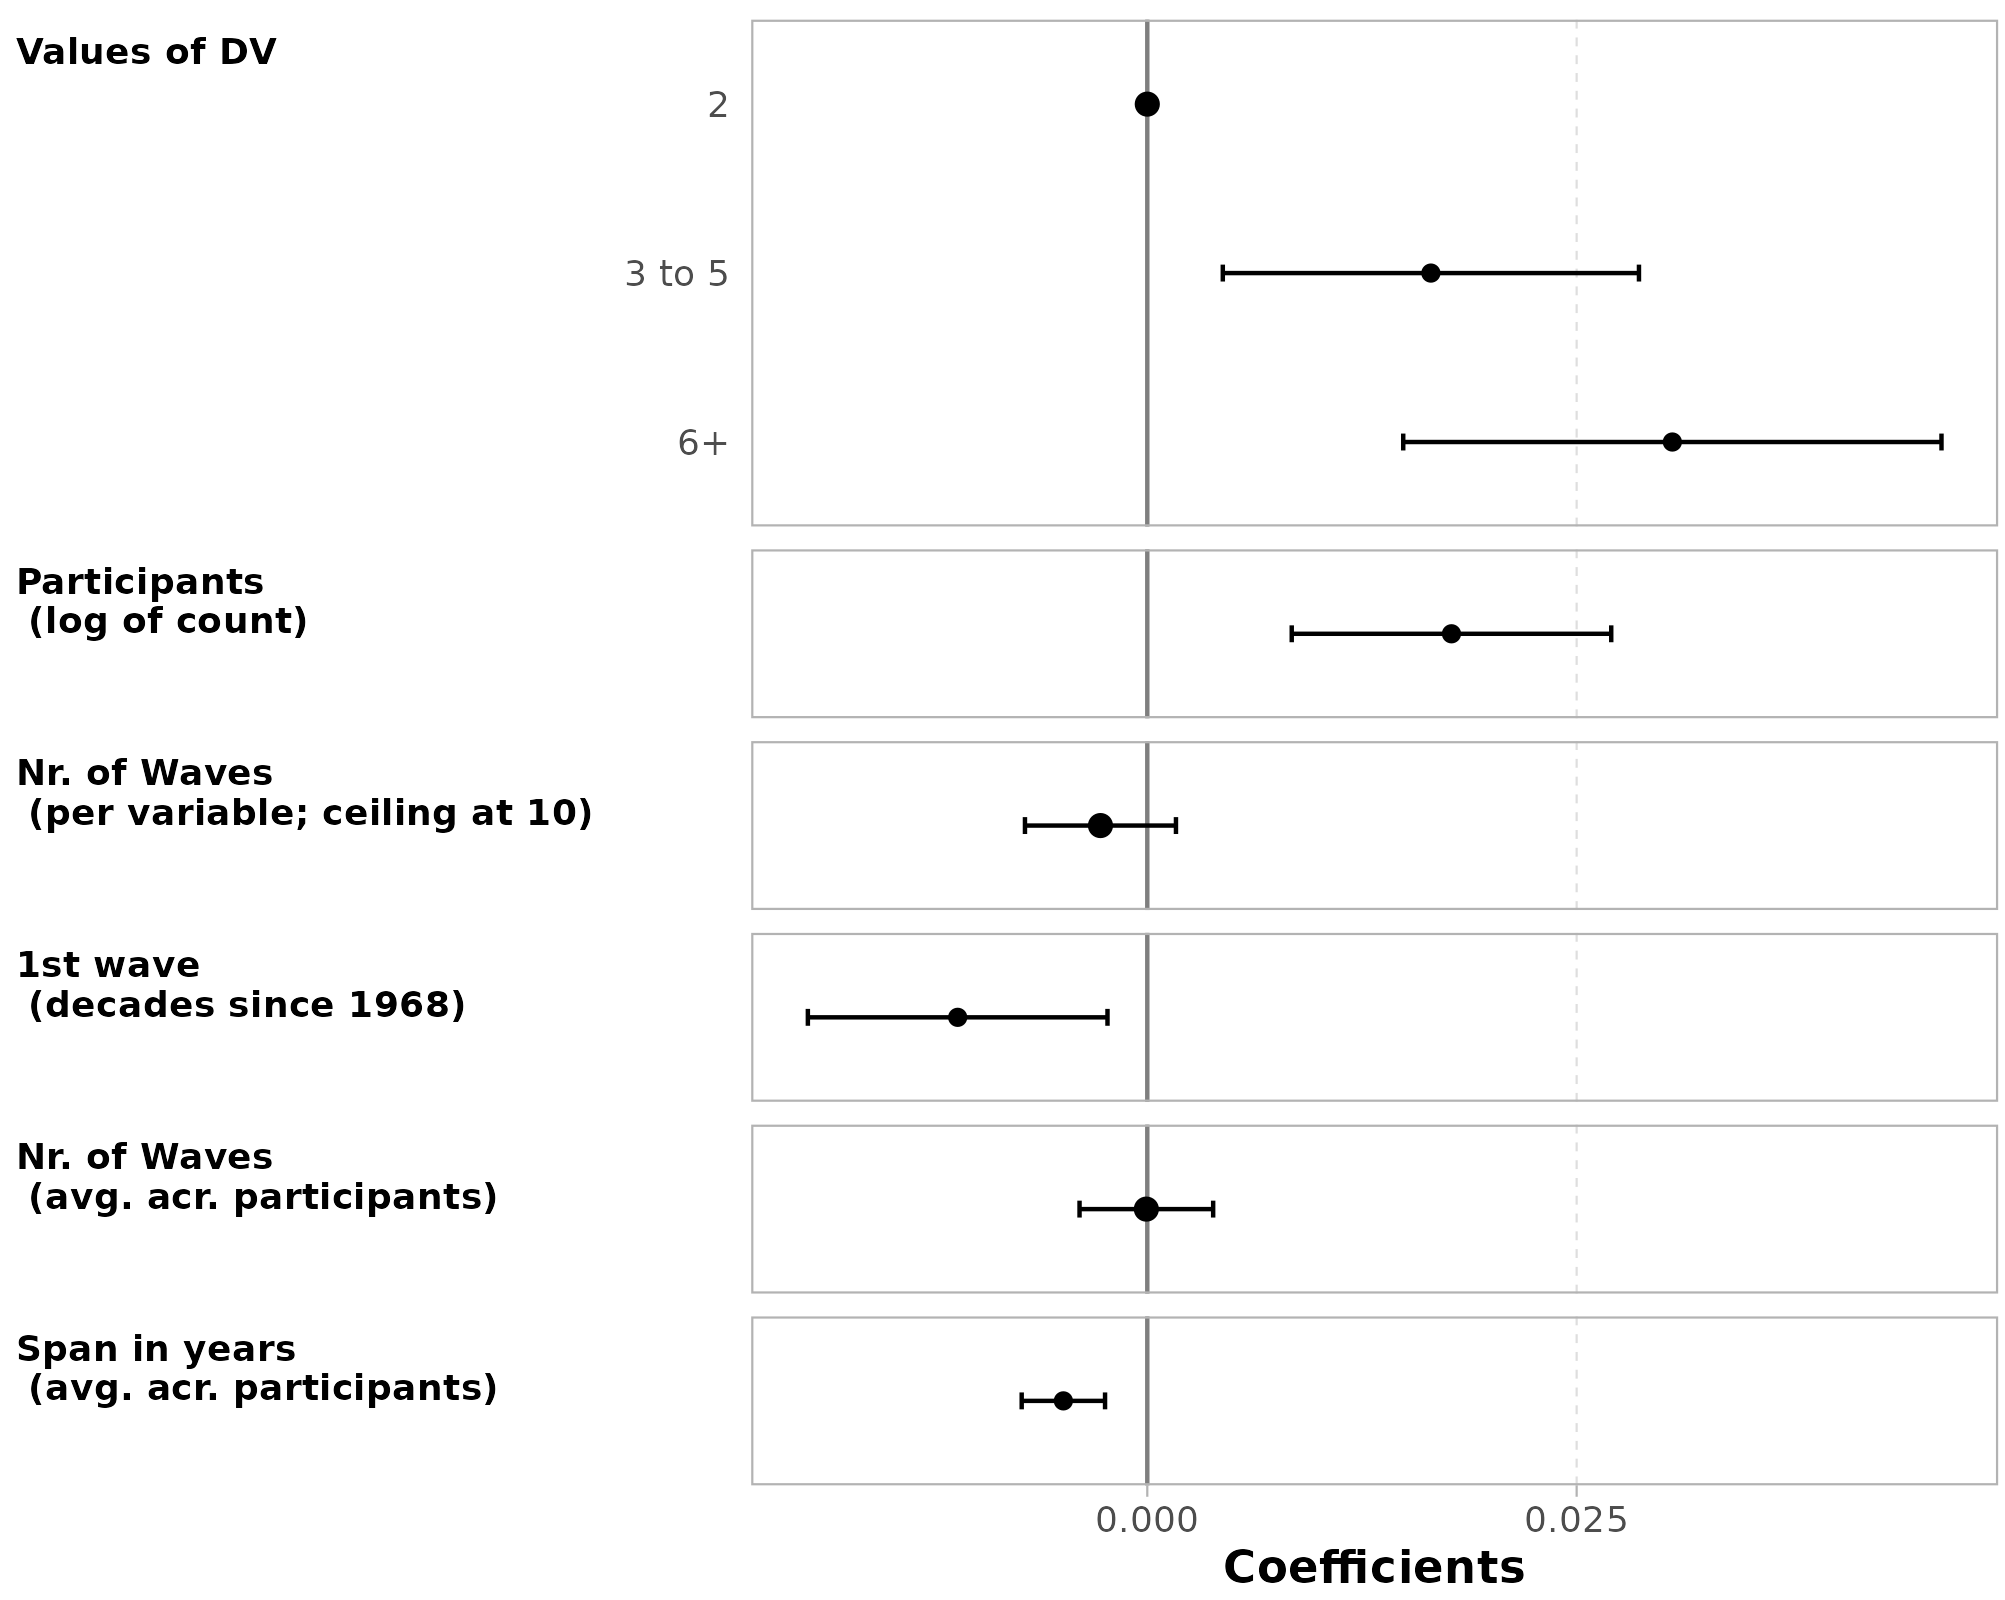 Values of DV
2
3 to 5
6+
Participants
(log of count)
Nr. of Waves
(per variable; ceiling at 10)
1st wave
(decades since 1968)
Nr. of Waves
(avg. acr. participants)
Span in years
(avg. acr. participants)
0.000
0.025
Coefficients